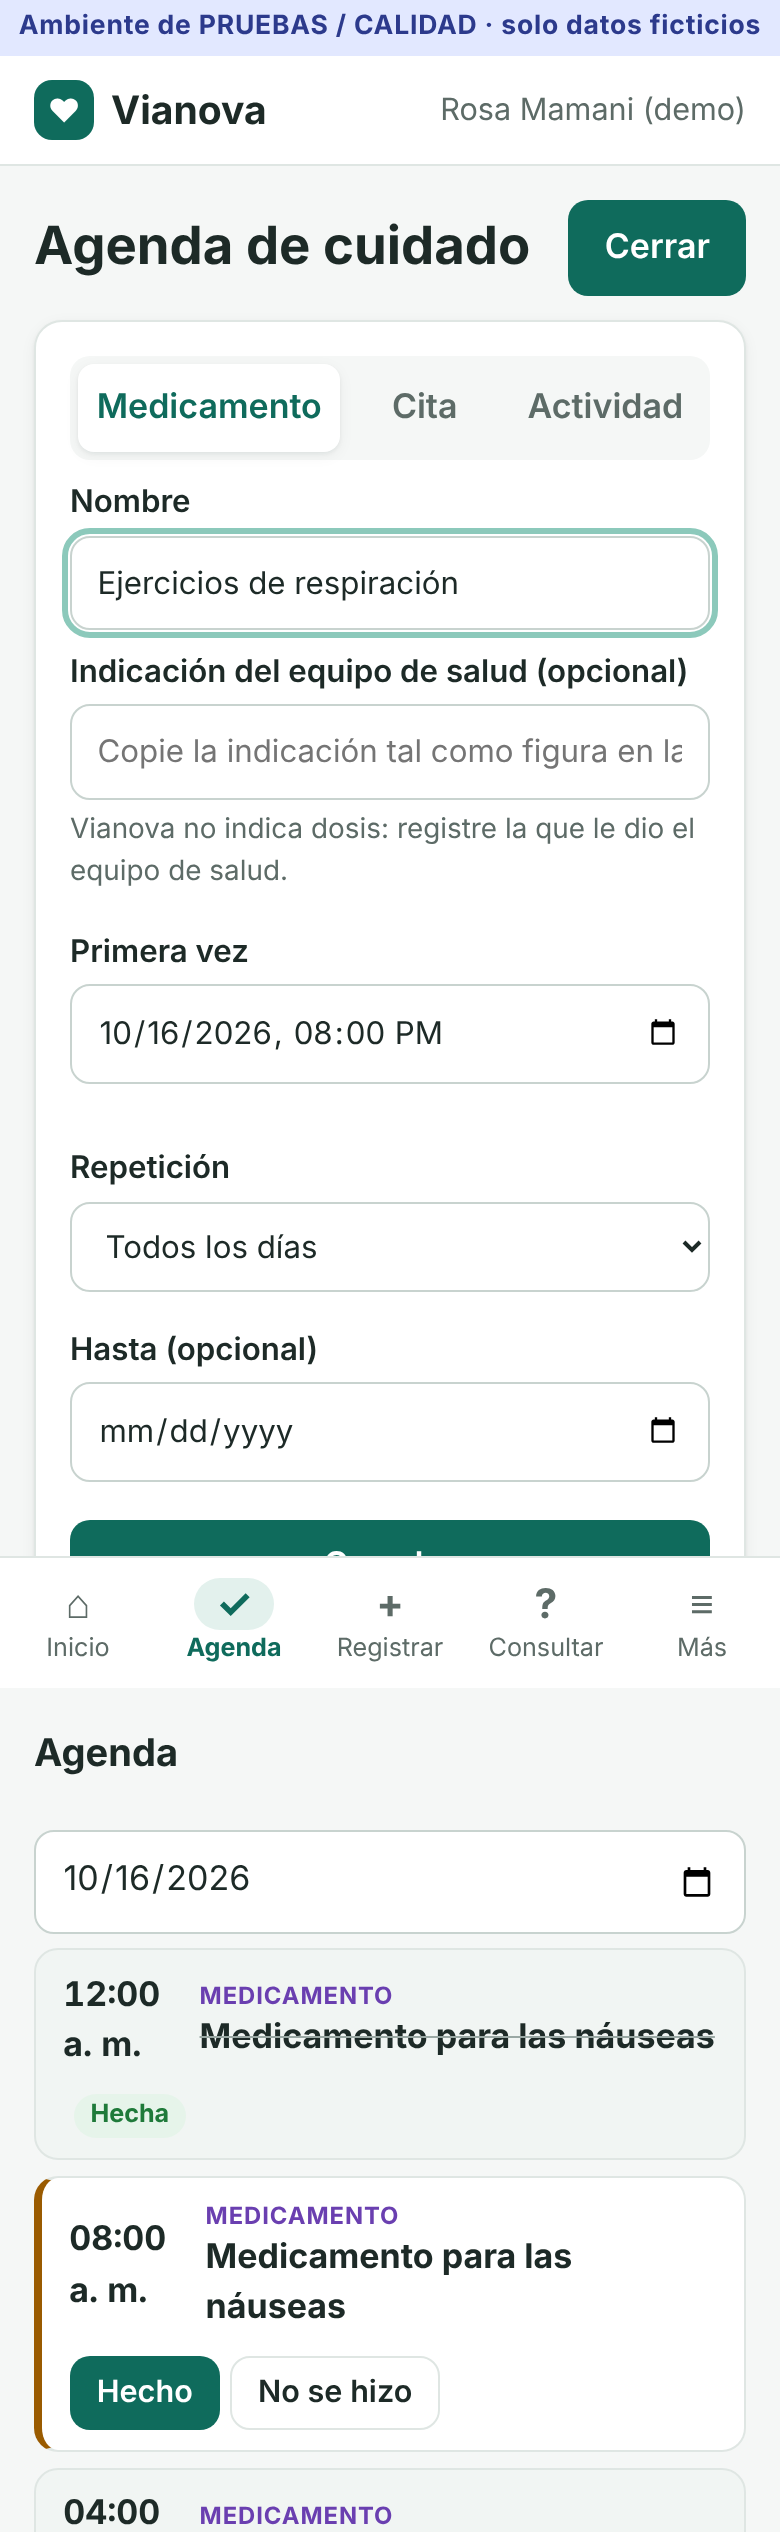 Ambiente de PRUEBAS / CALIDAD · solo datos ficticios
Vianova
Rosa Mamani (demo)
Agenda de cuidado
Cerrar
Medicamento
Cita
Actividad
Nombre
Ejercicios de respiración
Indicación del equipo de salud (opcional)
Copie la indicación tal como figura en la
Vianova no indica dosis: registre la que le dio el
equipo de salud.
Primera vez
10/16/2026, 08:00 PM
Repetición
Todos los días
Hasta (opcional)
mm/dd/yyyy
Inicio
Agenda
Registrar
Consultar
Más
Agenda
10/16/2026
12:00
a. m.
MEDICAMENTO
Medicamento para las náuseas
Hecha
08:00
a. m.
MEDICAMENTO
Medicamento para las
náuseas
Hecho
No se hizo
04:00
MEDICAMENTO